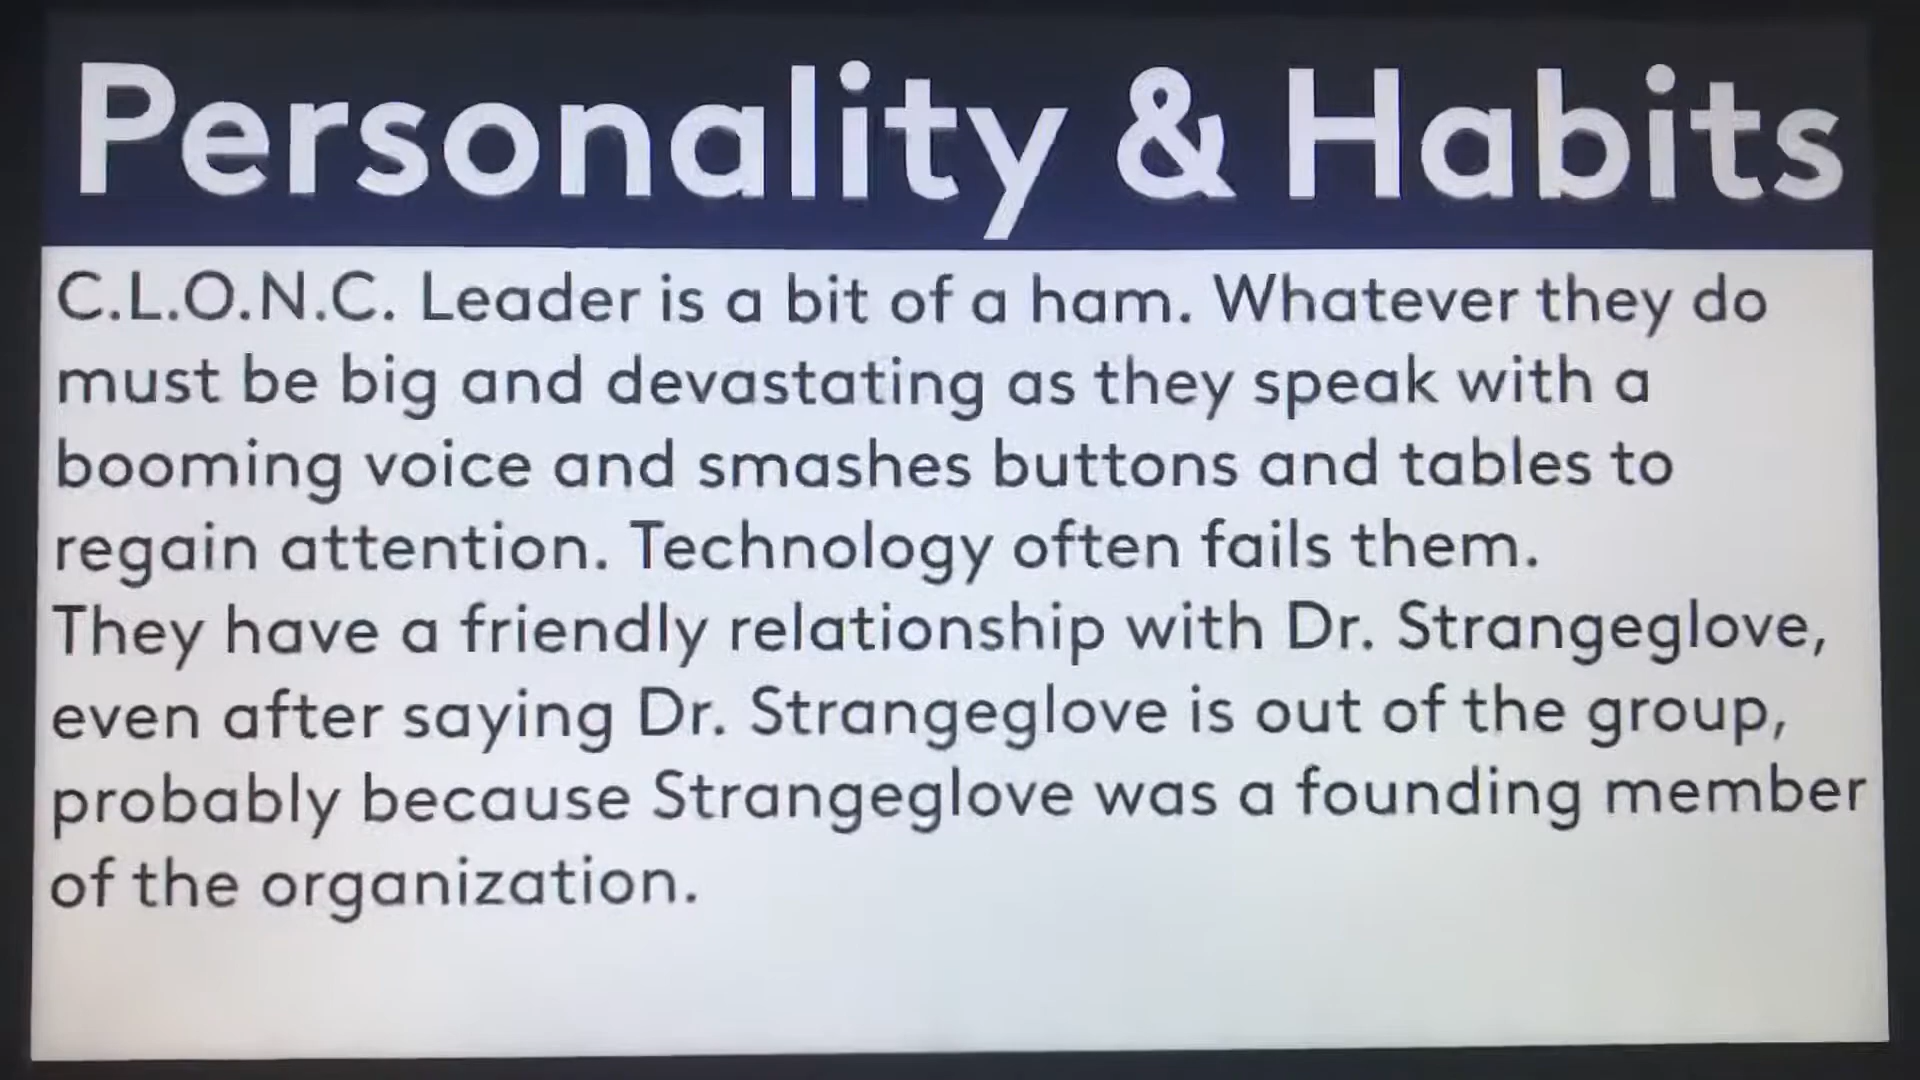 Personality & Habits
C.L.O.N.C. Leader is a bit of a ham. Whatever they do
must be big and devastating as they speak with a
booming voice and smashes buttons and tables to
regain attention. Technology often fails them.
They have a friendly relationship with Dr. Strangeglove,
even after saying Dr. Strangeglove is out of the group,
probably because Strangeglove was a founding member
of the organization.